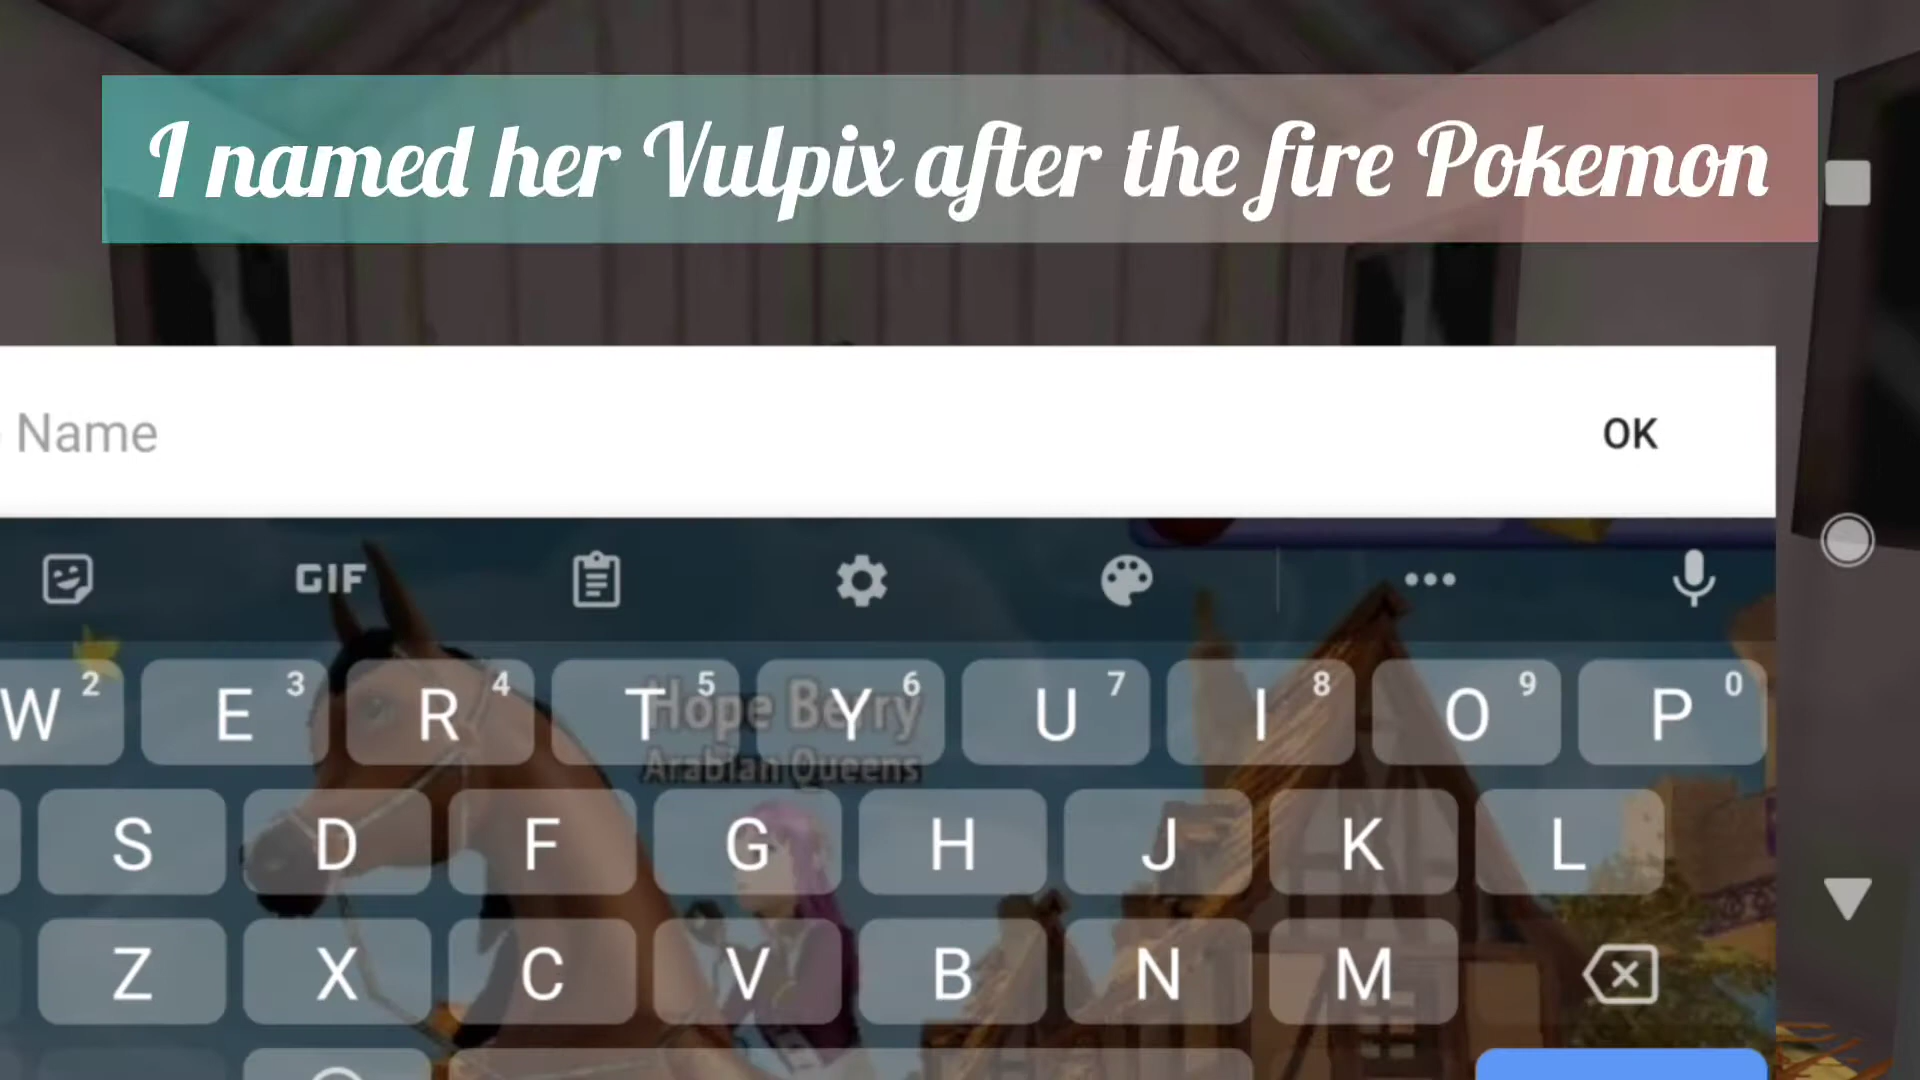 I named her Vulpix after the fire Pokemon
Name
OK
GIF
W 2 E 3 R 4 T 5 Y 6 U 7 I 8 O 9 P 0
Hope Berry
Arabian Queens
S D F G H J K L
Z X C V B N M